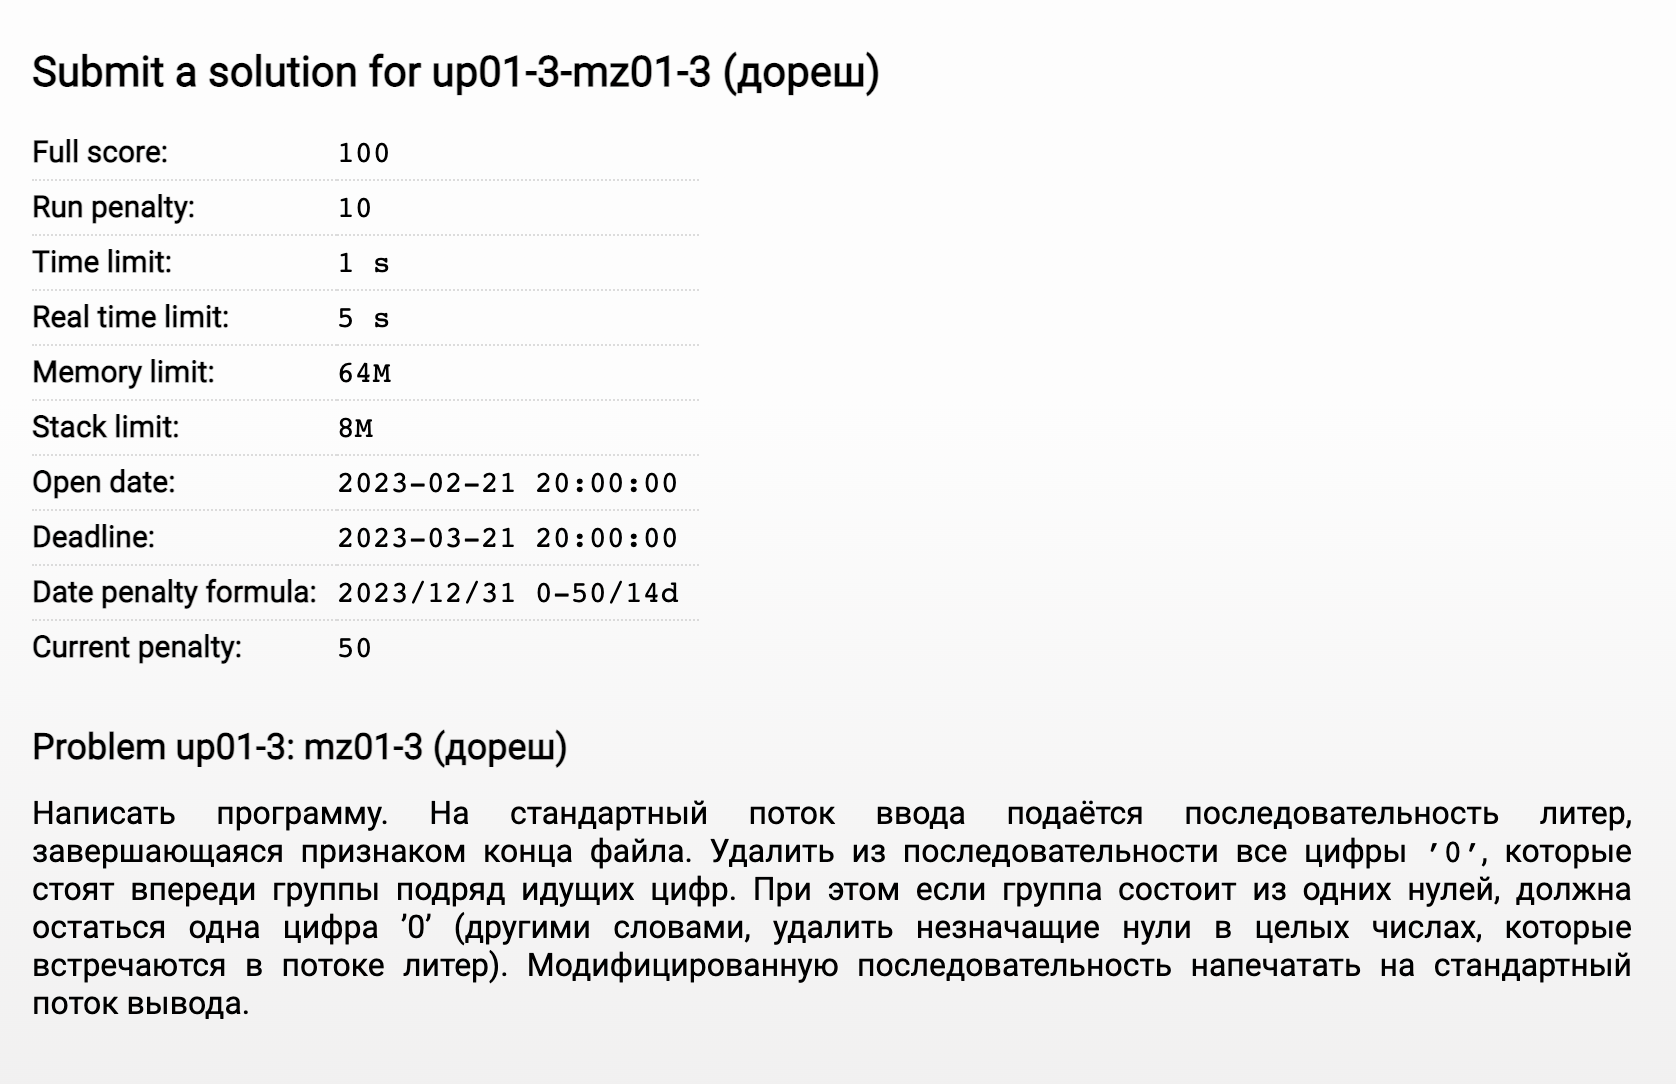 Submit a solution for up01-3-mz01-3 (дореш)
Full score: 100
Run penalty: 10
Time limit: 1 s
Real time limit: 5 s
Memory limit: 64M
Stack limit: 8M
Open date: 2023-02-21 20:00:00
Deadline: 2023-03-21 20:00:00
Date penalty formula: 2023/12/31 0-50/14d
Current penalty: 50
Problem up01-3: mz01-3 (дореш)
Написать программу. На стандартный поток ввода подаётся последовательность литер,
завершающаяся признаком конца файла. Удалить из последовательности все цифры ’0’, которые
стоят впереди группы подряд идущих цифр. При этом если группа состоит из одних нулей, должна
остаться одна цифра ’0’ (другими словами, удалить незначащие нули в целых числах, которые
встречаются в потоке литер). Модифицированную последовательность напечатать на стандартный
поток вывода.